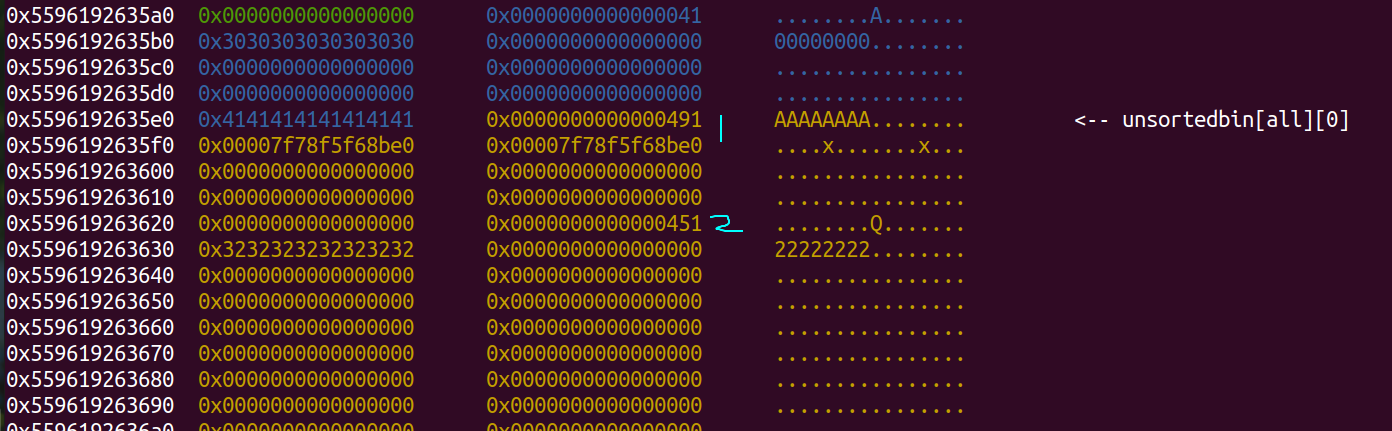 0x5596192635a0 0x0000000000000000 0x0000000000000041 ........A.......
0x5596192635b0 0x3030303030303030 0x0000000000000000 00000000........
0x5596192635c0 0x0000000000000000 0x0000000000000000 ................
0x5596192635d0 0x0000000000000000 0x0000000000000000 ................
0x5596192635e0 0x4141414141414141 0x0000000000000491 1 AAAAAAAA........ <-- unsortedbin[all][0]
0x5596192635f0 0x00007f78f5f68be0 0x00007f78f5f68be0 ....x.......x...
0x559619263600 0x0000000000000000 0x0000000000000000 ................
0x559619263610 0x0000000000000000 0x0000000000000000 ................
0x559619263620 0x0000000000000000 0x0000000000000451 2 ........Q.......
0x559619263630 0x3232323232323232 0x0000000000000000 22222222........
0x559619263640 0x0000000000000000 0x0000000000000000 ................
0x559619263650 0x0000000000000000 0x0000000000000000 ................
0x559619263660 0x0000000000000000 0x0000000000000000 ................
0x559619263670 0x0000000000000000 0x0000000000000000 ................
0x559619263680 0x0000000000000000 0x0000000000000000 ................
0x559619263690 0x0000000000000000 0x0000000000000000 ................